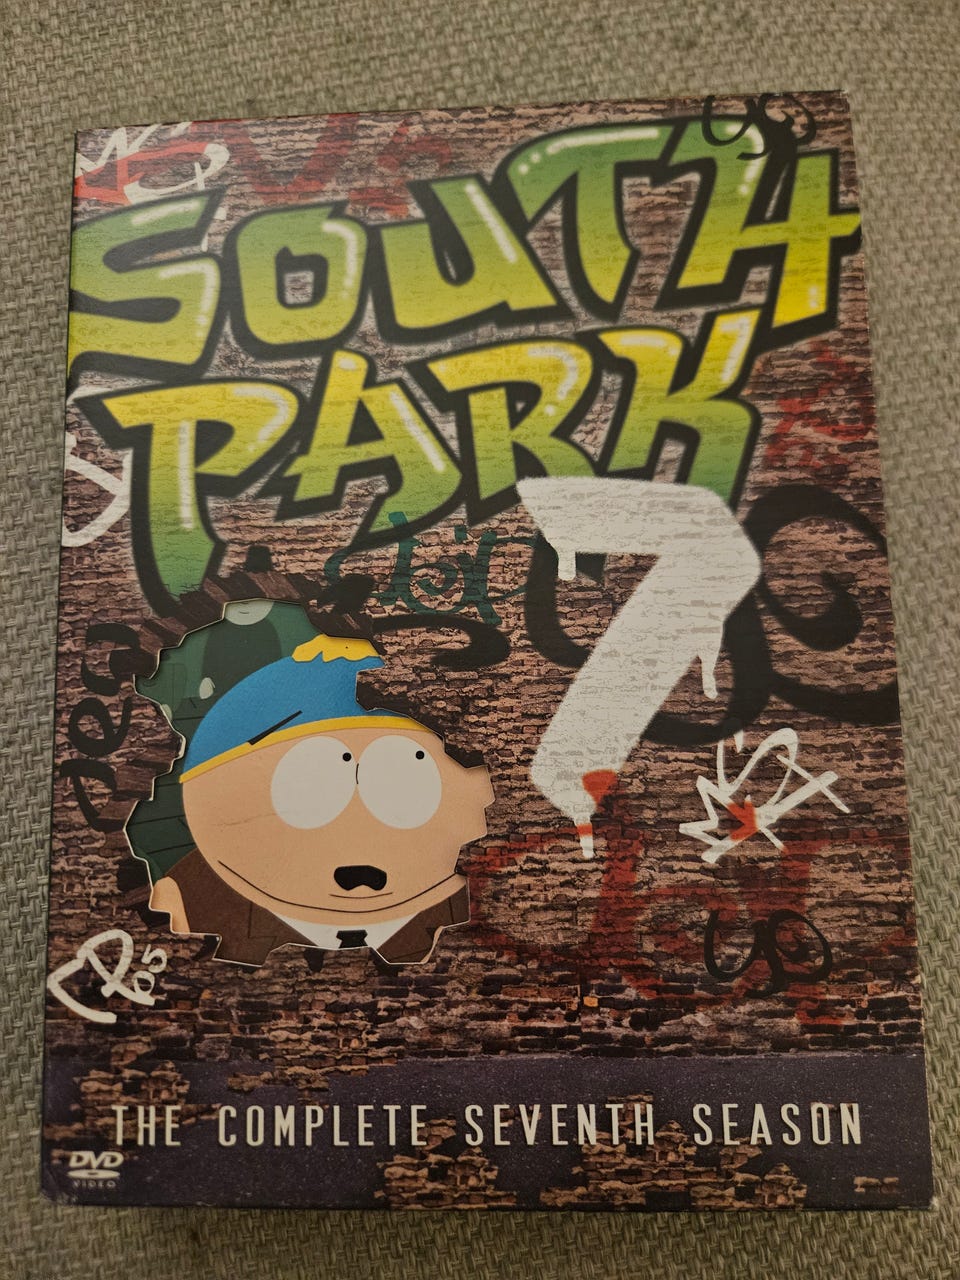 SOUTH
PARK
7
THE COMPLETE SEVENTH SEASON
DVD
VIDEO